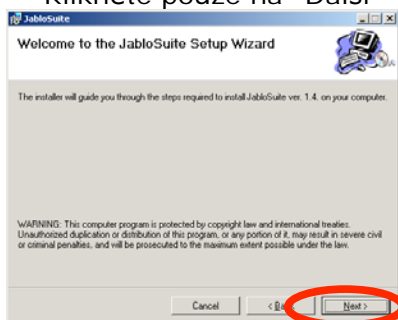 Klikněte pouze na "Další"
JabloSuite
Welcome to the JabloSuite Setup Wizard
The installer will guide you through the steps required to install JabloSuite ver. 1.4. on your computer.
WARNING: This computer program is protected by copyright law and international treaties.
Unauthorized duplication or distribution of this program, or any portion of it, may result in severe civil
or criminal penalties, and will be prosecuted to the maximum extent possible under the law.
Cancel < Ba Next >